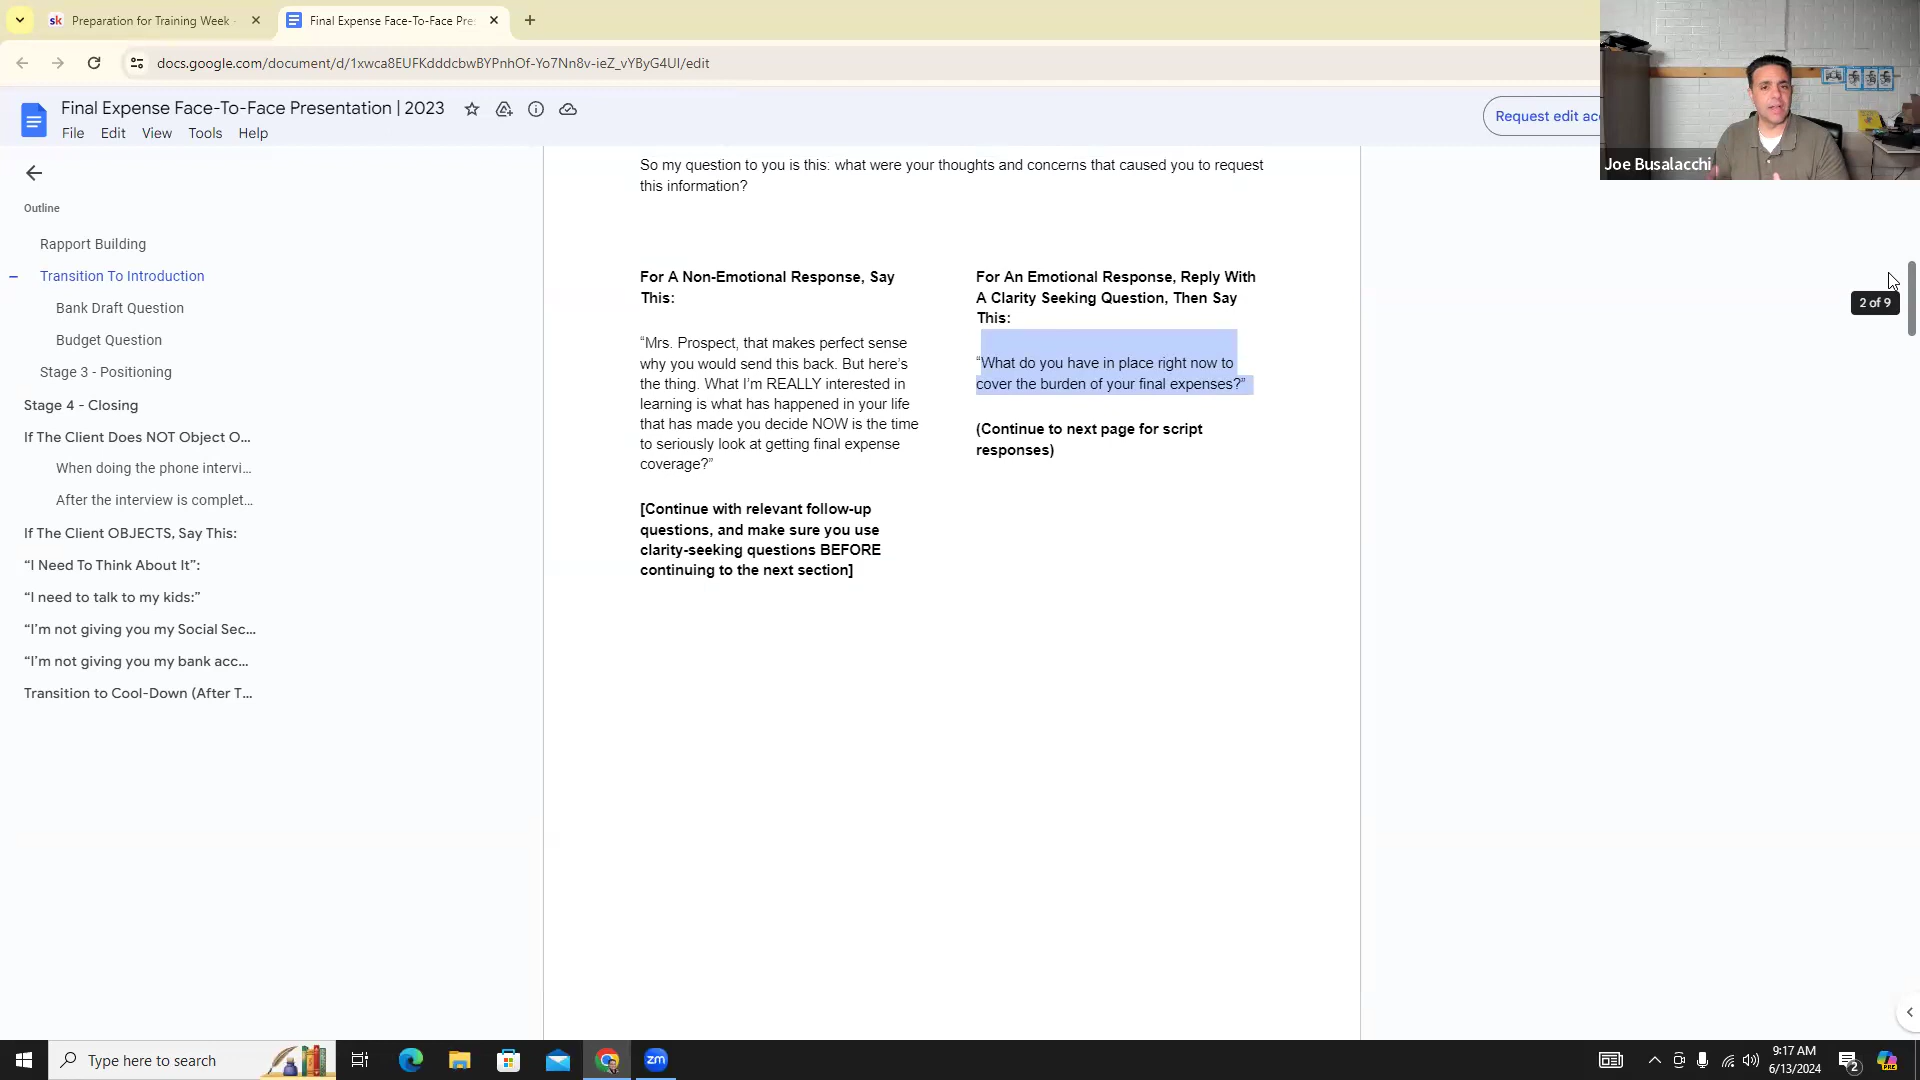 Preparation for Training Week
Final Expense Face-To-Face Pre
docs.google.com/document/d/1xwca8EUFKdddcbwBYPnhOf-Yo7Nn8v-ieZ_vYByG4UI/edit
Final Expense Face-To-Face Presentation | 2023
File Edit View Tools Help
Request edit acc
Joe Busalacchi
Outline
Rapport Building
Transition To Introduction
Bank Draft Question
Budget Question
Stage 3 - Positioning
Stage 4 - Closing
If The Client Does NOT Object O...
When doing the phone intervi...
After the interview is complet...
If The Client OBJECTS, Say This:
“I Need To Think About It”:
“I need to talk to my kids:”
“I’m not giving you my Social Sec...
“I’m not giving you my bank acc...
Transition to Cool-Down (After T...
So my question to you is this: what were your thoughts and concerns that caused you to request
this information?
For A Non-Emotional Response, Say
This:
“Mrs. Prospect, that makes perfect sense
why you would send this back. But here’s
the thing. What I’m REALLY interested in
learning is what has happened in your life
that has made you decide NOW is the time
to seriously look at getting final expense
coverage?”
[Continue with relevant follow-up
questions, and make sure you use
clarity-seeking questions BEFORE
continuing to the next section]
For An Emotional Response, Reply With
A Clarity Seeking Question, Then Say
This:
“What do you have in place right now to
cover the burden of your final expenses?”
(Continue to next page for script
responses)
2 of 9
Type here to search
zm
9:17 AM
6/13/2024
2